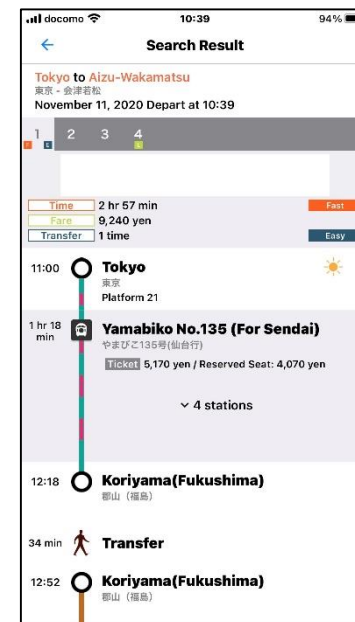 docomo 10:39 94%
Search Result
Tokyo to Aizu-Wakamatsu
東京 - 会津若松
November 11, 2020 Depart at 10:39
1 2 3 4
F E L
Time 2 hr 57 min Fast
Fare 9,240 yen
Transfer 1 time Easy
11:00 Tokyo
東京
Platform 21
1 hr 18 min Yamabiko No.135 (For Sendai)
やまびこ135号(仙台行)
Ticket 5,170 yen / Reserved Seat: 4,070 yen
4 stations
12:18 Koriyama(Fukushima)
郡山（福島）
34 min Transfer
12:52 Koriyama(Fukushima)
郡山（福島）